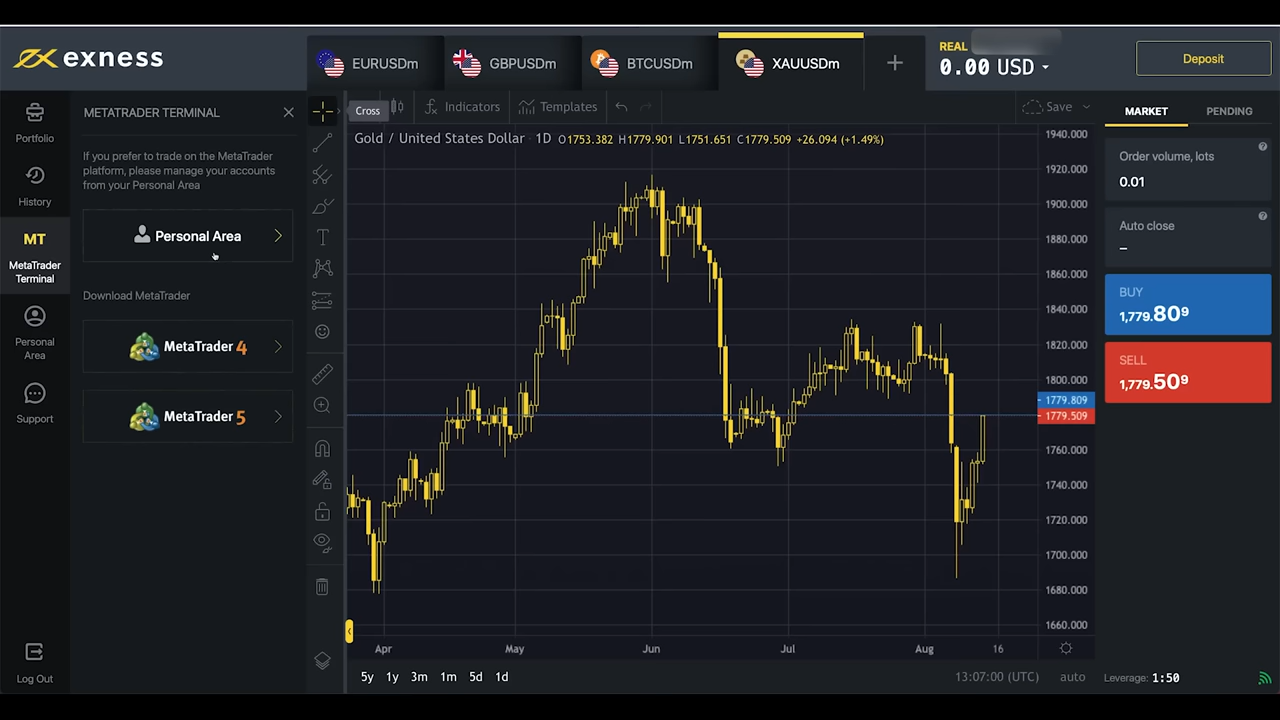 exness
EURUSDm
GBPUSDm
BTCUSDm
XAUUSDm
REAL
0.00 USD
Deposit
Portfolio
History
MT
MetaTrader
Terminal
Personal
Area
Support
Log Out
METATRADER TERMINAL
If you prefer to trade on the MetaTrader
platform, please manage your accounts
from your Personal Area
Personal Area
Download MetaTrader
MetaTrader 4
MetaTrader 5
Cross
Indicators
Templates
Save
Gold / United States Dollar · 1D O1753.382 H1779.901 L1751.651 C1779.509 +26.094 (+1.49%)
T
1940.000
1920.000
1900.000
1880.000
1860.000
1840.000
1820.000
1800.000
1779.809
1779.509
1760.000
1740.000
1720.000
1700.000
1680.000
1660.000
Apr May Jun Jul Aug 16
5y 1y 3m 1m 5d 1d
13:07:00 (UTC) auto
MARKET
PENDING
Order volume, lots
?
0.01
Auto close
?
–
BUY
1,779.809
SELL
1,779.509
Leverage: 1:50